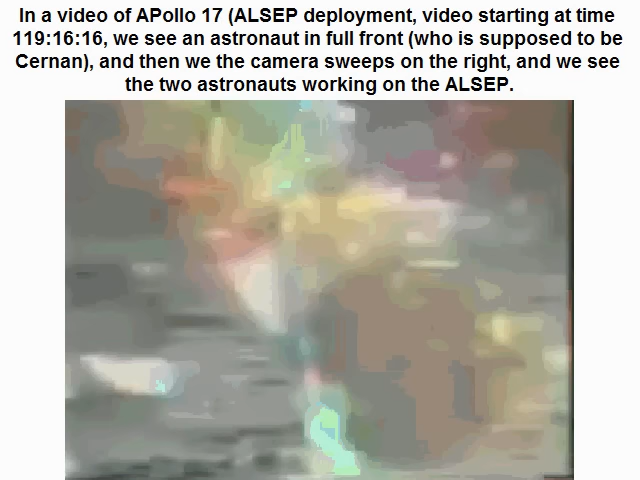 In a video of APollo 17 (ALSEP deployment, video starting at time
119:16:16, we see an astronaut in full front (who is supposed to be
Cernan), and then we the camera sweeps on the right, and we see
the two astronauts working on the ALSEP.